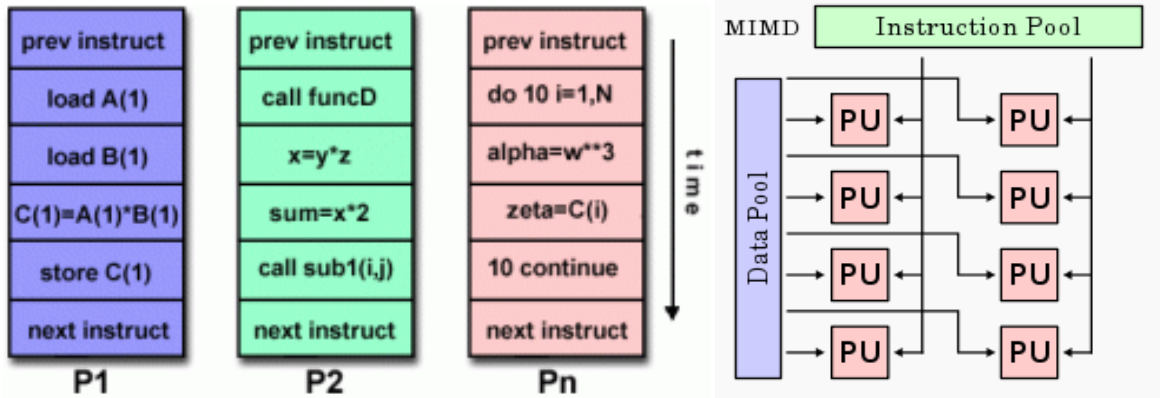 prev instruct
load A(1)
load B(1)
C(1)=A(1)*B(1)
store C(1)
next instruct
P1
prev instruct
call funcD
x=y*z
sum=x*2
call sub1(i,j)
next instruct
P2
prev instruct
do 10 i=1,N
alpha=w**3
zeta=C(i)
10 continue
next instruct
Pn
time
MIMD
Instruction Pool
Data Pool
PU
PU
PU
PU
PU
PU
PU
PU